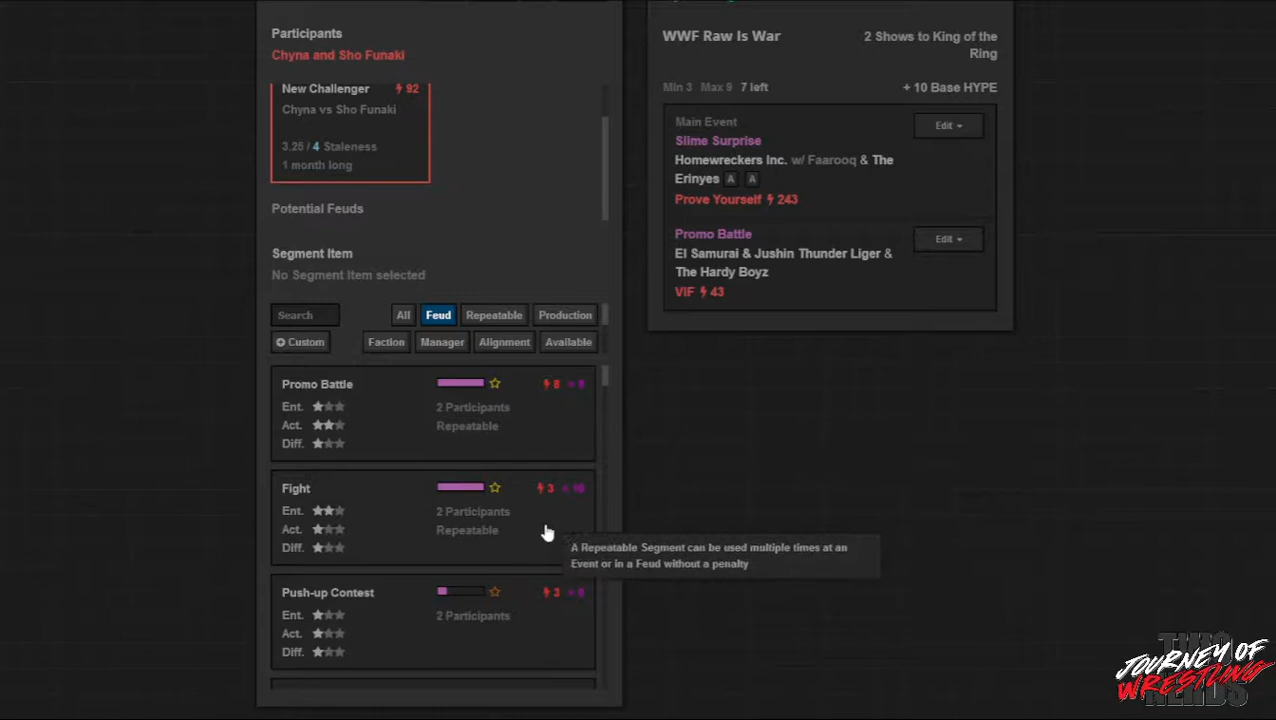 Participants
Chyna and Sho Funaki
New Challenger 92
Chyna vs Sho Funaki
3.25 / 4 Staleness
1 month long
Potential Feuds
Segment Item
No Segment Item selected
Search All Feud Repeatable Production
Custom Faction Manager Alignment Available
Promo Battle 8
Ent. 2 Participants
Act. Repeatable
Diff.
Fight 3 10
Ent. 2 Participants
Act. Repeatable
Diff.
A Repeatable Segment can be used multiple times at an
Event or in a Feud without a penalty
Push-up Contest 3
Ent. 2 Participants
Act.
Diff.
WWF Raw Is War 2 Shows to King of the
Ring
Min 3 Max 9 7 left + 10 Base HYPE
Main Event Edit
Slime Surprise
Homewreckers Inc. w/ Faarooq & The
Erinyes A A
Prove Yourself 243
Promo Battle Edit
El Samurai & Jushin Thunder Liger &
The Hardy Boyz
VIF 43
JOURNEY OF
WRESTLING